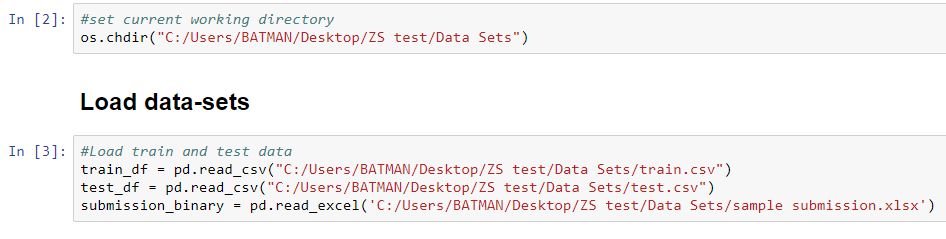 In [2]: #set current working directory
os.chdir("C:/Users/BATMAN/Desktop/ZS test/Data Sets")
Load data-sets
In [3]: #Load train and test data
train_df = pd.read_csv("C:/Users/BATMAN/Desktop/ZS test/Data Sets/train.csv")
test_df = pd.read_csv("C:/Users/BATMAN/Desktop/ZS test/Data Sets/test.csv")
submission_binary = pd.read_excel('C:/Users/BATMAN/Desktop/ZS test/Data Sets/sample submission.xlsx')